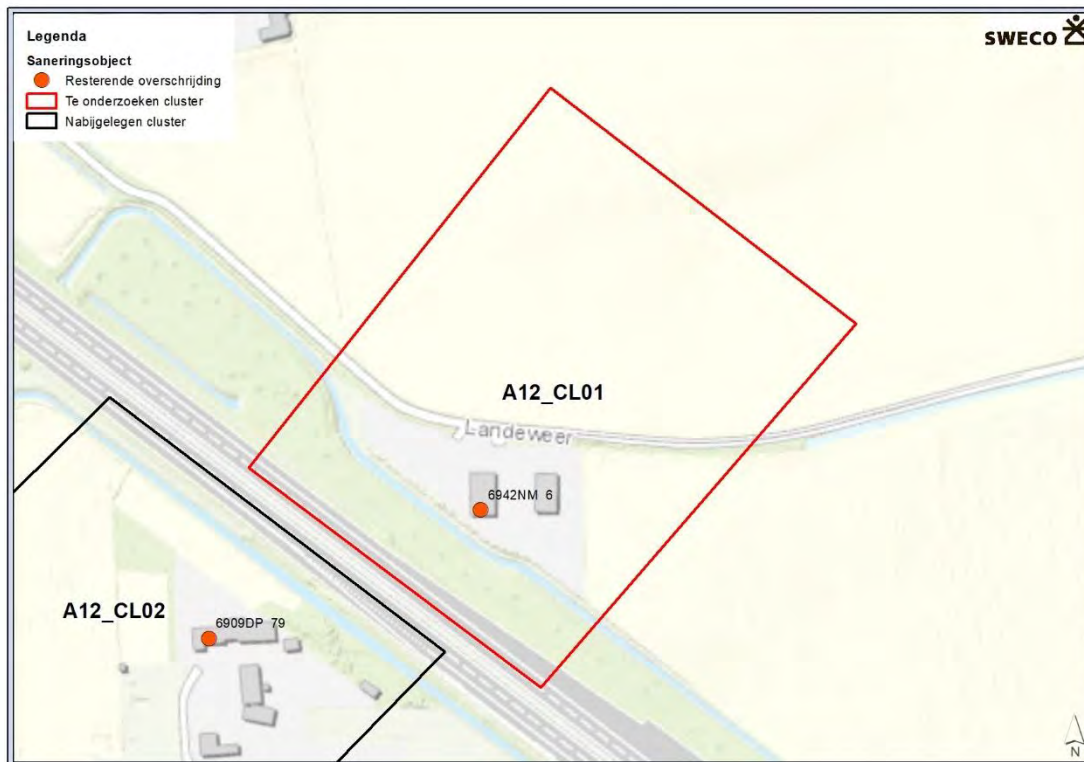 Legenda
SWECO
Saneringsobject
Resterende overschrijding
Te onderzoeken cluster
Nabijgelegen cluster
A12_CL01
Landeweer
6942NM 6
A12_CL02
6909DP 79
N